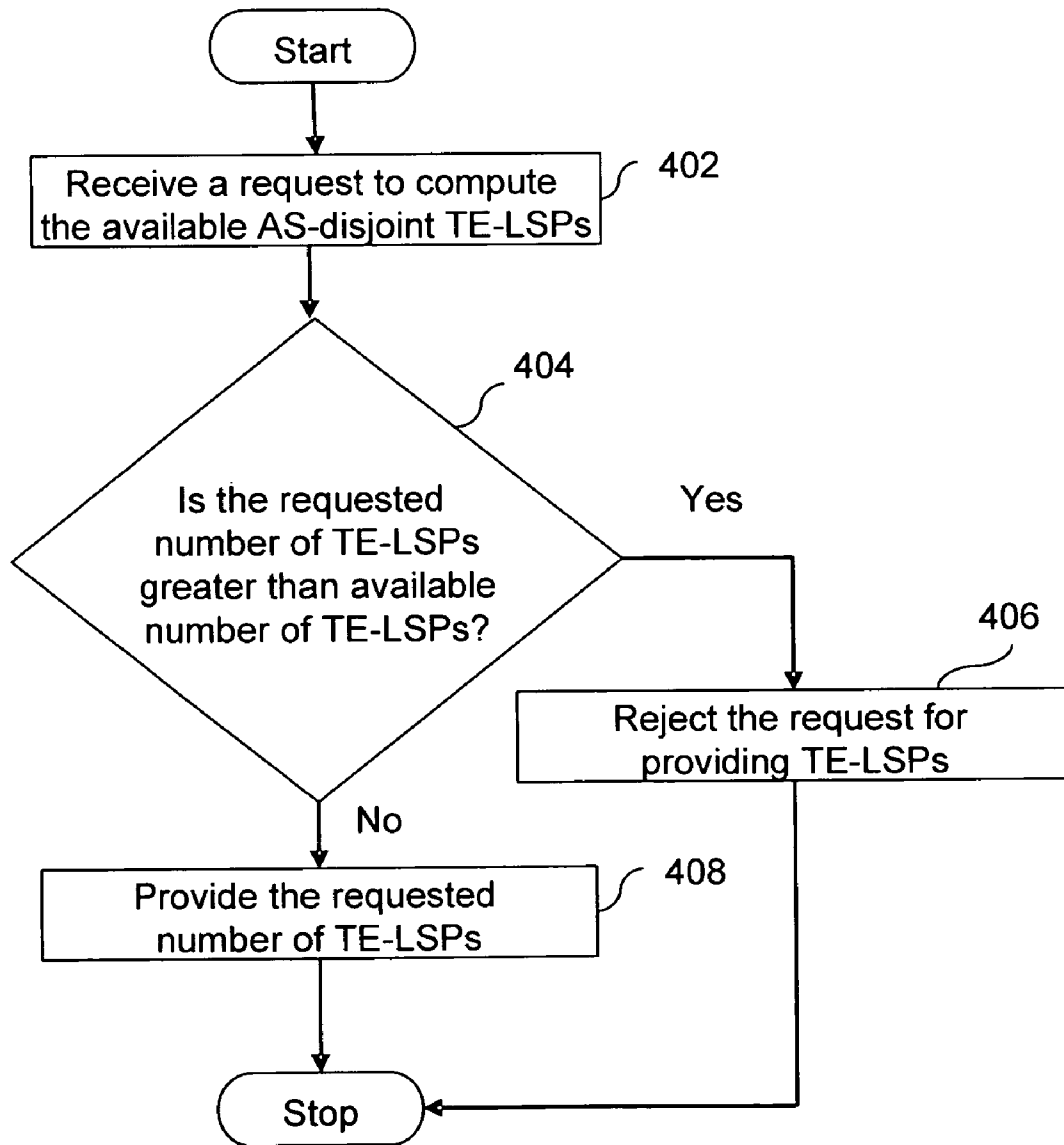 Start
402
Receive a request to compute
the available AS-disjoint TE-LSPs
404
Is the requested
number of TE-LSPs
greater than available
number of TE-LSPs?
Yes
406
Reject the request for
providing TE-LSPs
No
408
Provide the requested
number of TE-LSPs
Stop